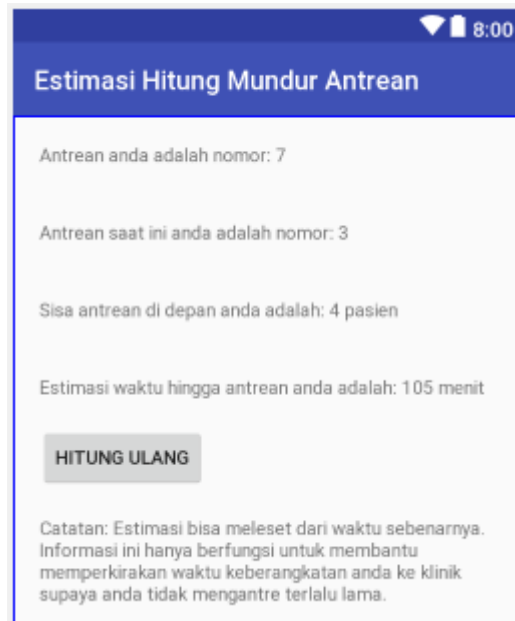 8:00
Estimasi Hitung Mundur Antrean
Antrean anda adalah nomor: 7
Antrean saat ini anda adalah nomor: 3
Sisa antrean di depan anda adalah: 4 pasien
Estimasi waktu hingga antrean anda adalah: 105 menit
HITUNG ULANG
Catatan: Estimasi bisa meleset dari waktu sebenarnya.
Informasi ini hanya berfungsi untuk membantu
memperkirakan waktu keberangkatan anda ke klinik
supaya anda tidak mengantre terlalu lama.